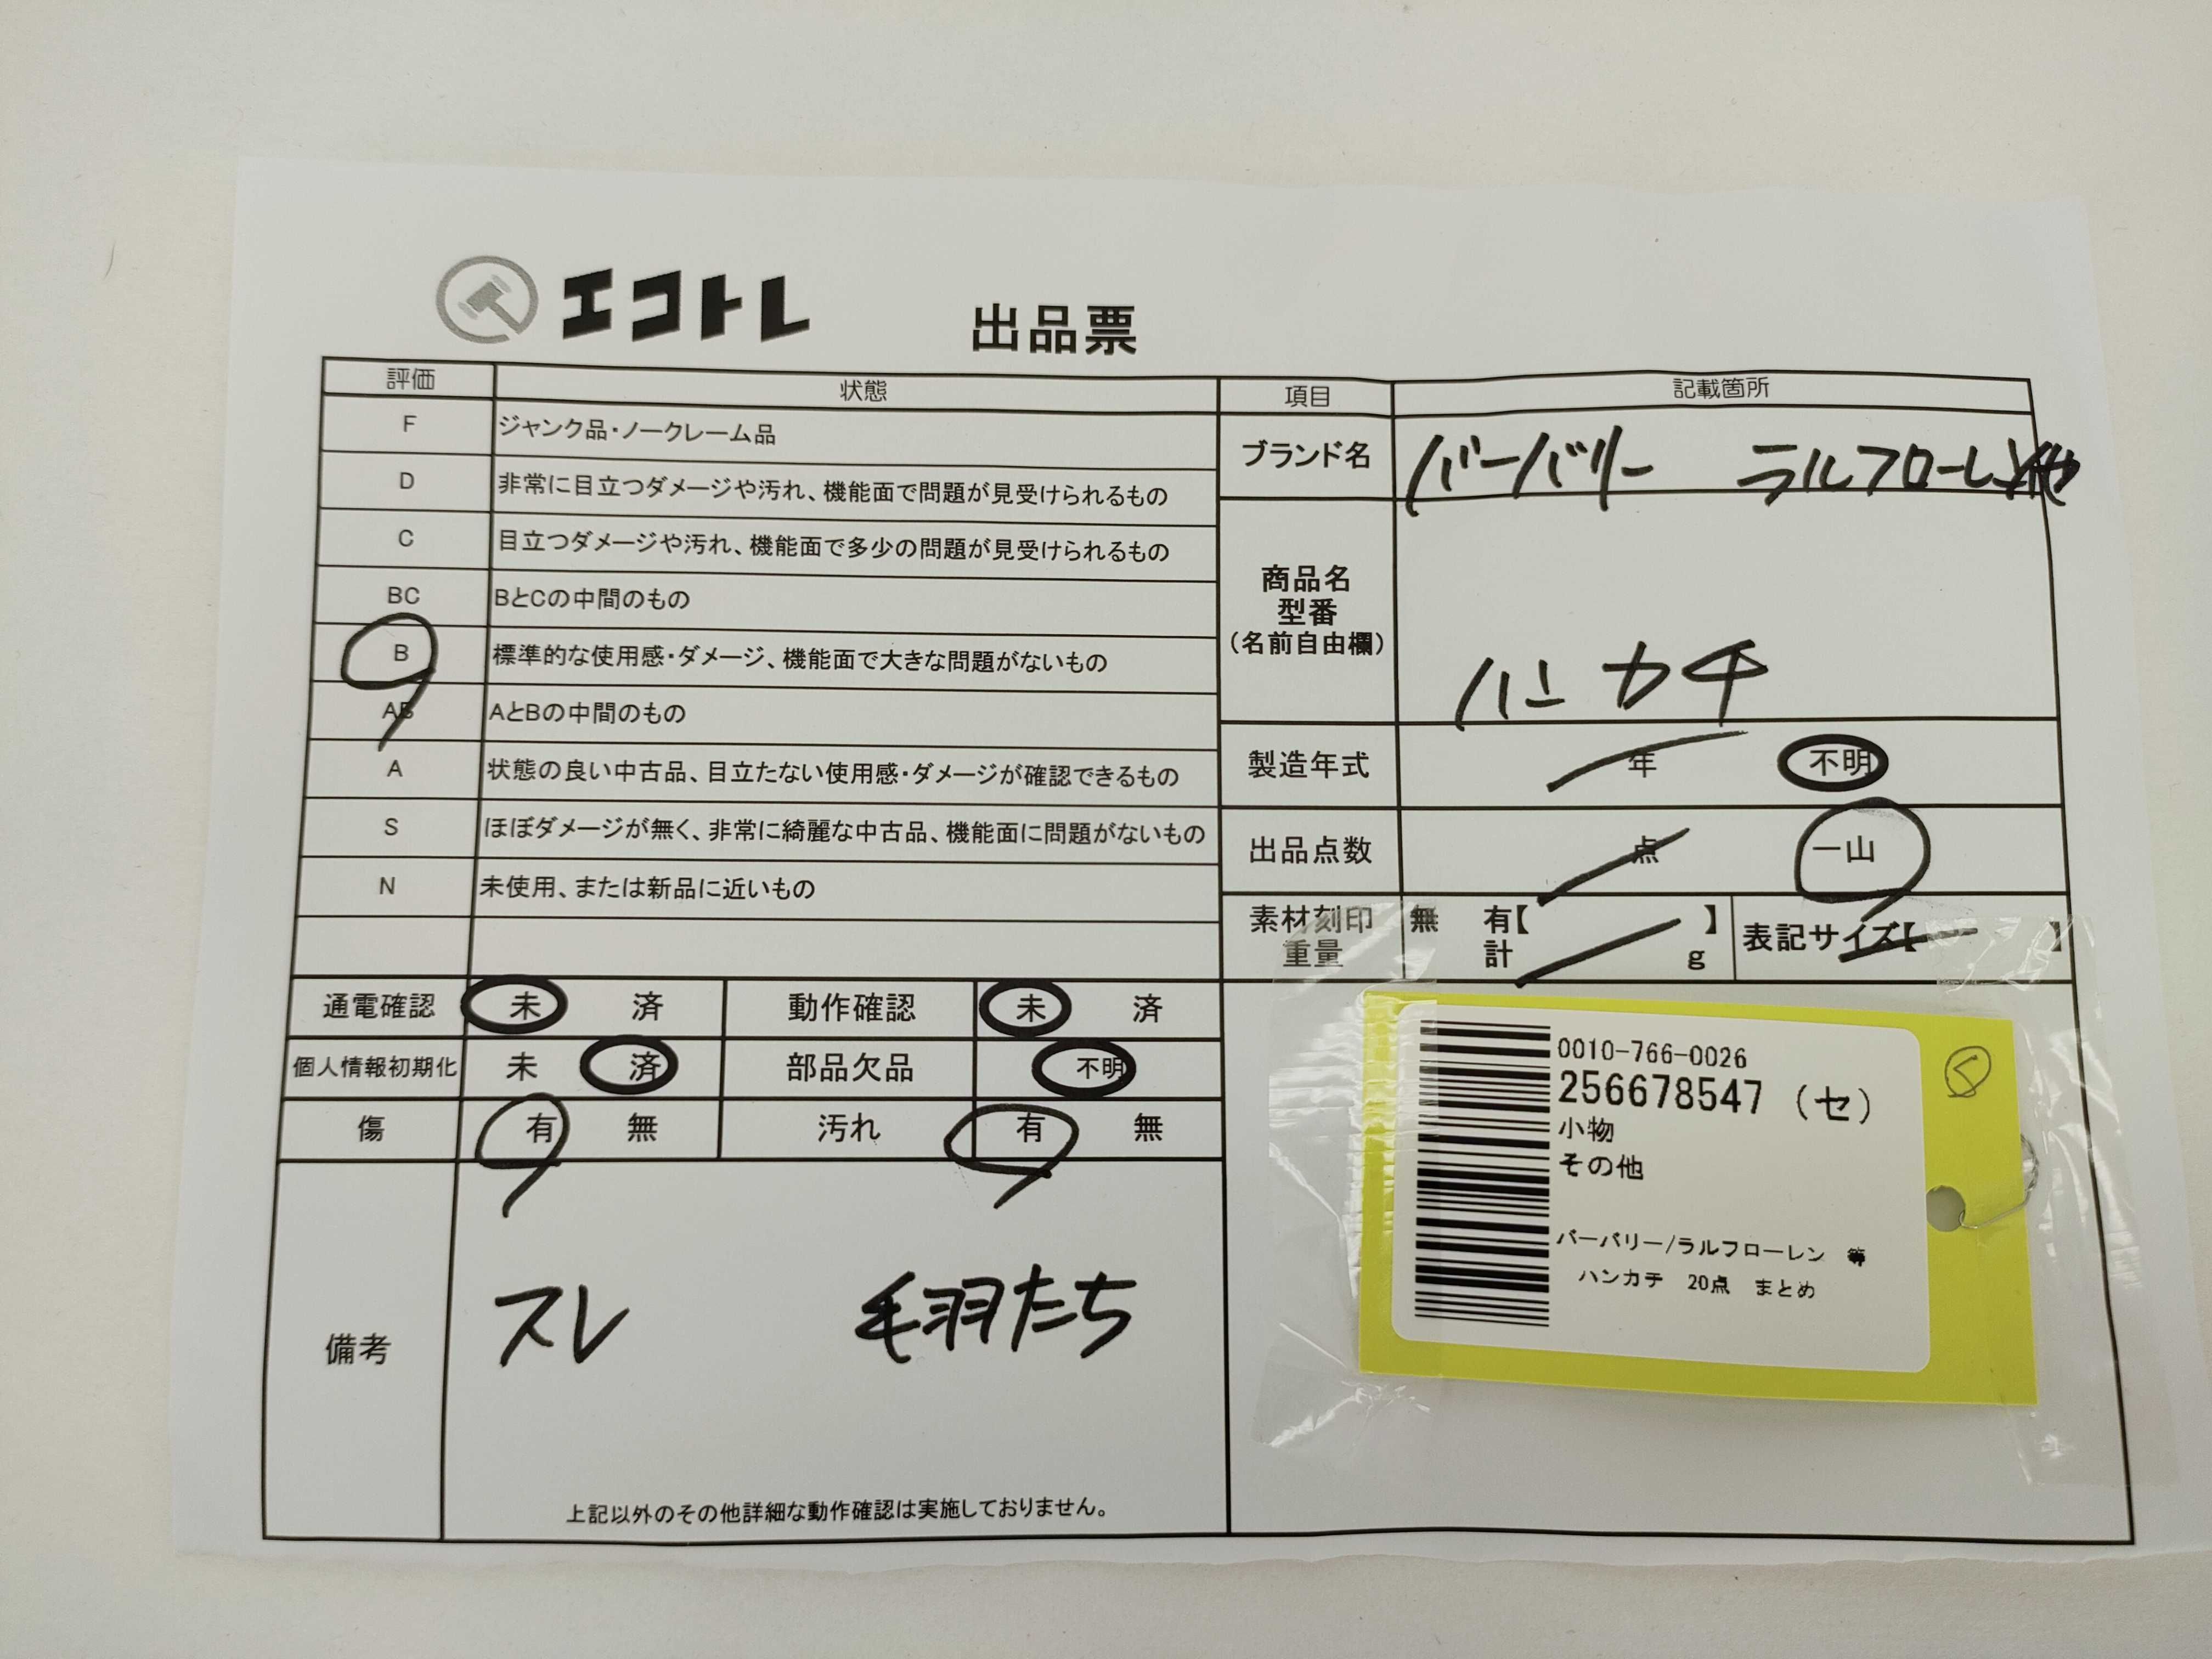 エコトレ
出品票
評価 状態
F ジャンク品・ノークレーム品
D 非常に目立つダメージや汚れ、機能面で問題が見受けられるもの
C 目立つダメージや汚れ、機能面で多少の問題が見受けられるもの
BC BとCの中間のもの
B 標準的な使用感・ダメージ、機能面で大きな問題がないもの
AB AとBの中間のもの
A 状態の良い中古品、目立たない使用感・ダメージが確認できるもの
S ほぼダメージが無く、非常に綺麗な中古品、機能面に問題がないもの
N 未使用、または新品に近いもの
項目 記載箇所
ブランド名 バーバリー ラルフローレン他
商品名
型番
(名前自由欄)
ハンカチ
製造年式 年 不明
出品点数 点 一山
素材刻印 無 有【 】
重量 計 g
表記サイズ【 】
通電確認 未 済 動作確認 未 済
個人情報初期化 未 済 部品欠品 不明
傷 有 無 汚れ 有 無
備考
スレ 毛羽たち
上記以外のその他詳細な動作確認は実施しておりません。
0010-766-0026
256678547 (セ)
小物
その他
バーバリー/ラルフローレン 等
ハンカチ 20点 まとめ